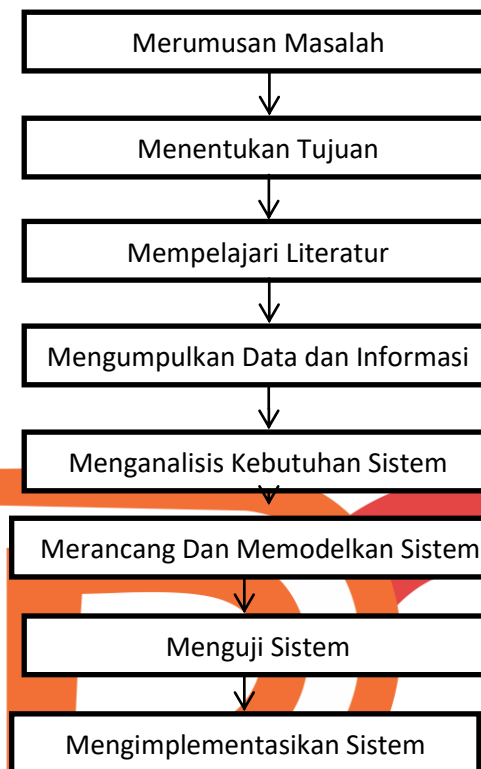 Merumusan Masalah
Menentukan Tujuan
Mempelajari Literatur
Mengumpulkan Data dan Informasi
Menganalisis Kebutuhan Sistem
Merancang Dan Memodelkan Sistem
Menguji Sistem
Mengimplementasikan Sistem